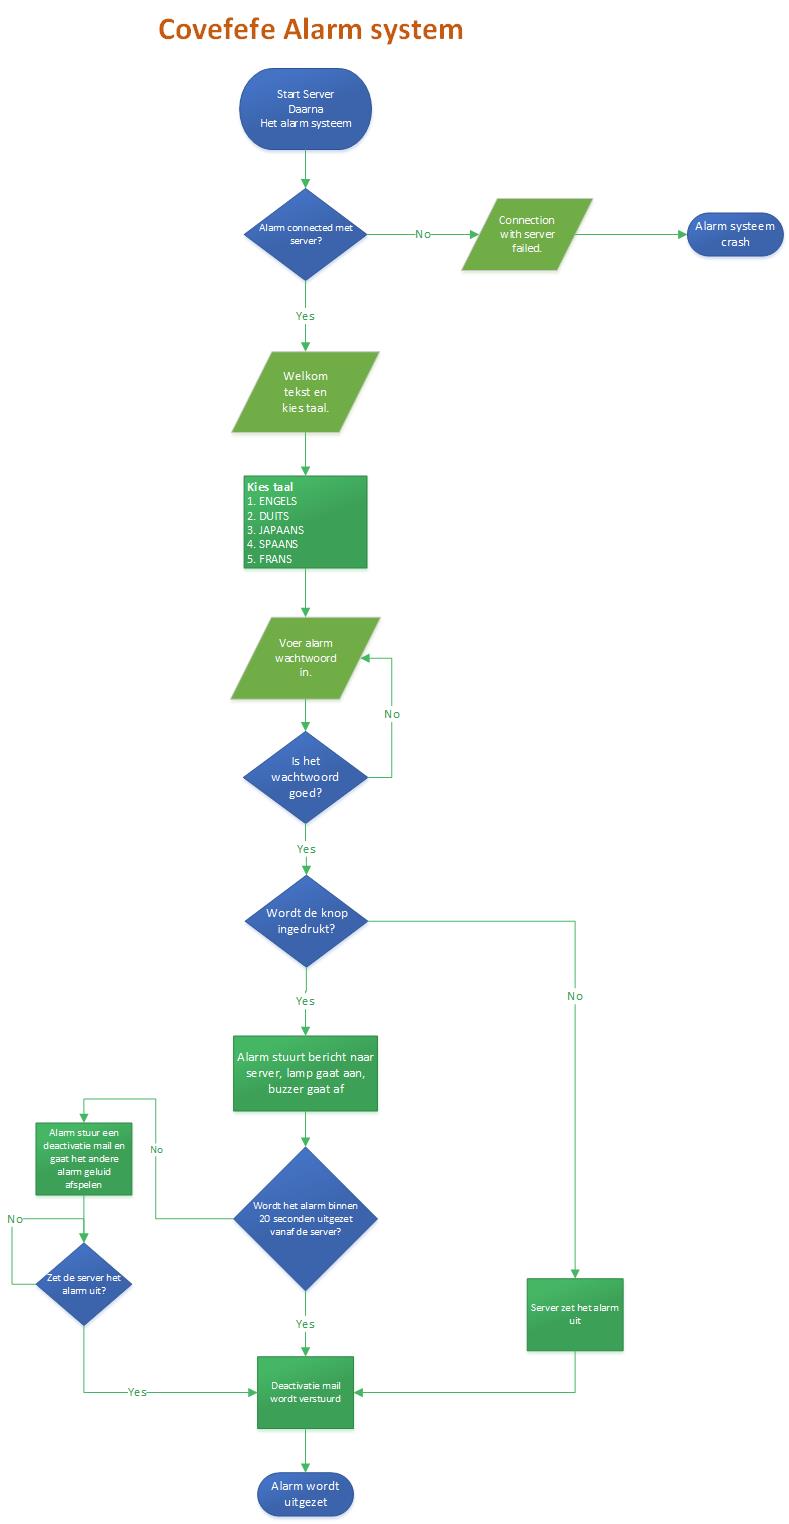 Covefefe Alarm system
Start Server
Daarna
Het alarm systeem
Alarm connected met
server?
No
Connection
with server
failed.
Alarm systeem
crash
Yes
Welkom
tekst en
kies taal.
Kies taal
1. ENGELS
2. DUITS
3. JAPAANS
4. SPAANS
5. FRANS
Voer alarm
wachtwoord
in.
No
Is het
wachtwoord
goed?
Yes
Wordt de knop
ingedrukt?
No
Yes
Alarm stuurt bericht naar
server, lamp gaat aan,
buzzer gaat af
Alarm stuur een
deactivatie mail en
gaat het andere
alarm geluid
afspelen
No
Wordt het alarm binnen
20 seconden uitgezet
vanaf de server?
No
Zet de server het
alarm uit?
Server zet het alarm
uit
Yes
Deactivatie mail
wordt verstuurd
Yes
Alarm wordt
uitgezet